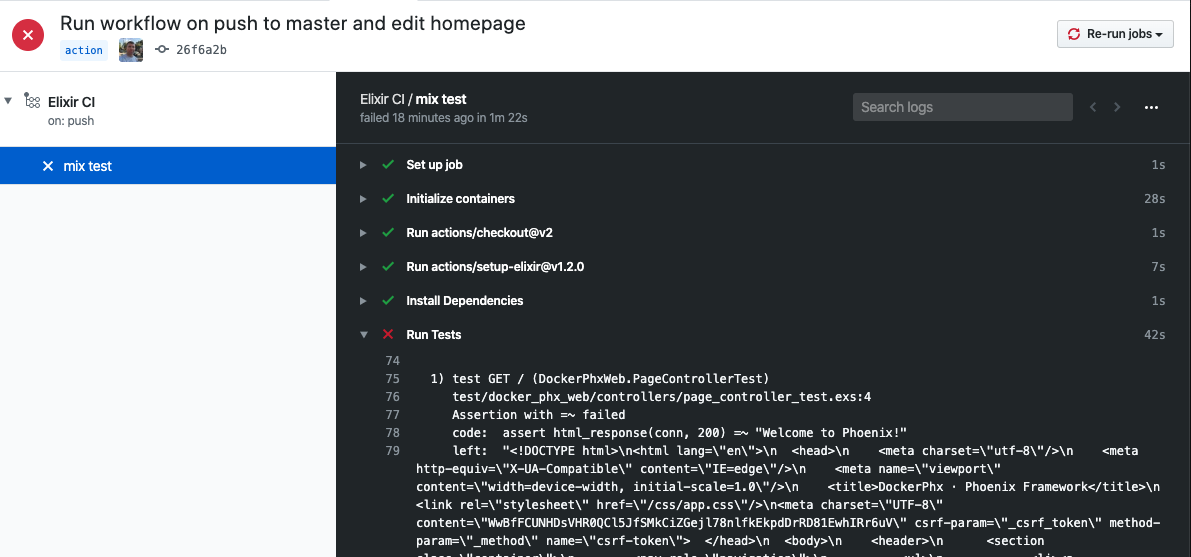 Run workflow on push to master and edit homepage
action 26f6a2b
Re-run jobs
Elixir CI
on: push
mix test
Elixir CI / mix test
failed 18 minutes ago in 1m 22s
Search logs
Set up job 1s
Initialize containers 28s
Run actions/checkout@v2 1s
Run actions/setup-elixir@v1.2.0 7s
Install Dependencies 1s
Run Tests 42s
74
75 1) test GET / (DockerPhxWeb.PageControllerTest)
76 test/docker_phx_web/controllers/page_controller_test.exs:4
77 Assertion with =~ failed
78 code: assert html_response(conn, 200) =~ "Welcome to Phoenix!"
79 left: "<!DOCTYPE html>\n<html lang=\"en\">\n <head>\n <meta charset=\"utf-8\"/>\n <meta
http-equiv=\"X-UA-Compatible\" content=\"IE=edge\"/>\n <meta name=\"viewport\"
content=\"width=device-width, initial-scale=1.0\"/>\n <title>DockerPhx · Phoenix Framework</title>\n
<link rel=\"stylesheet\" href=\"/css/app.css\"/>\n<meta charset=\"UTF-8\"
content=\"WwBfFCUNHDsVHR0QCl5JfSMkCiZGejl78nlfkEkpdDrRD81EwhIRr6uV\" csrf-param=\"_csrf_token\" method-
param=\"_method\" name=\"csrf-token\"> </head>\n <body>\n <header>\n <section
class=\"container\">\n <nav role=\"navigation\">\n <ul>\n <li><a